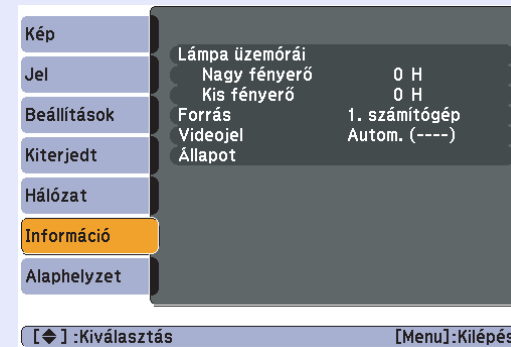 Kép
Jel
Beállítások
Kiterjedt
Hálózat
Információ
Alaphelyzet
Lámpa üzemórái
Nagy fényerő 0 H
Kis fényerő 0 H
Forrás 1. számítógép
Videojel Autom. (----)
Állapot
[◆] :Kiválasztás [Menu]:Kilépés